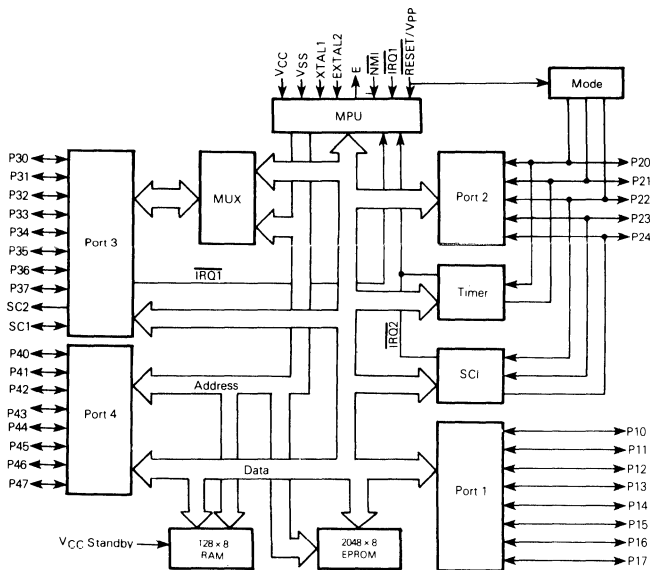 VCC
VSS
XTAL1
EXTAL2
E
NMI
IRQ1
RESET/VPP
Mode
MPU
P30
P31
P32
P33
P34
P35
P36
P37
SC2
SC1
Port 3
MUX
Port 2
P20
P21
P22
P23
P24
IRQ1
Timer
IRQ2
SCI
P40
P41
P42
P43
P44
P45
P46
P47
Port 4
Address
Data
Port 1
P10
P11
P12
P13
P14
P15
P16
P17
VCC Standby
128 × 8
RAM
2048 × 8
EPROM